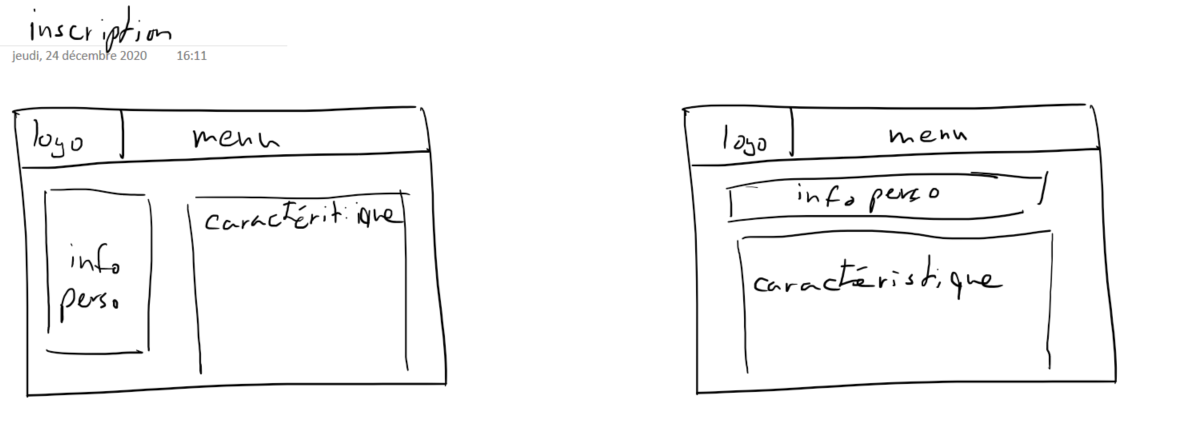 inscription
jeudi, 24 décembre 2020 16:11
logo menu
info
perso
caractéritique
logo menu
info perso
caractéristique